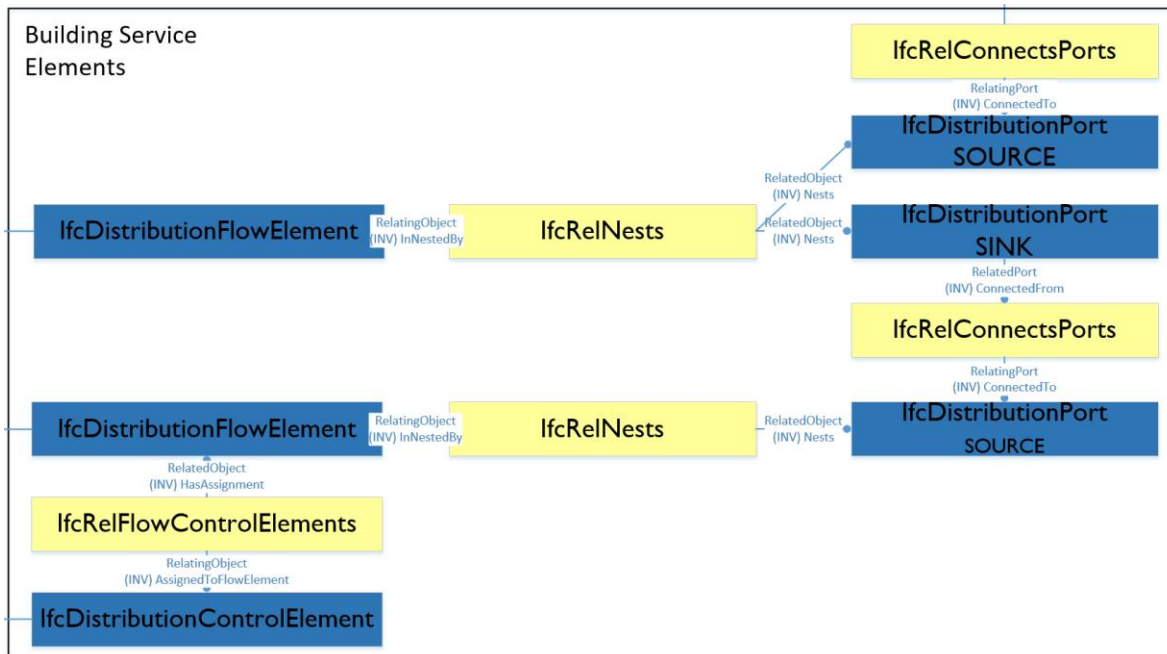 Building Service
Elements
IfcRelConnectsPorts
RelatingPort
(INV) ConnectedTo
IfcDistributionPort
SOURCE
RelatedObject
(INV) Nests
IfcDistributionFlowElement
RelatingObject
(INV) InNestedBy
IfcRelNests
RelatedObject
(INV) Nests
IfcDistributionPort
SINK
RelatedPort
(INV) ConnectedFrom
IfcRelConnectsPorts
RelatingPort
(INV) ConnectedTo
IfcDistributionFlowElement
RelatingObject
(INV) InNestedBy
IfcRelNests
RelatedObject
(INV) Nests
IfcDistributionPort
SOURCE
RelatedObject
(INV) HasAssignment
IfcRelFlowControlElements
RelatingObject
(INV) AssignedToFlowElement
IfcDistributionControlElement